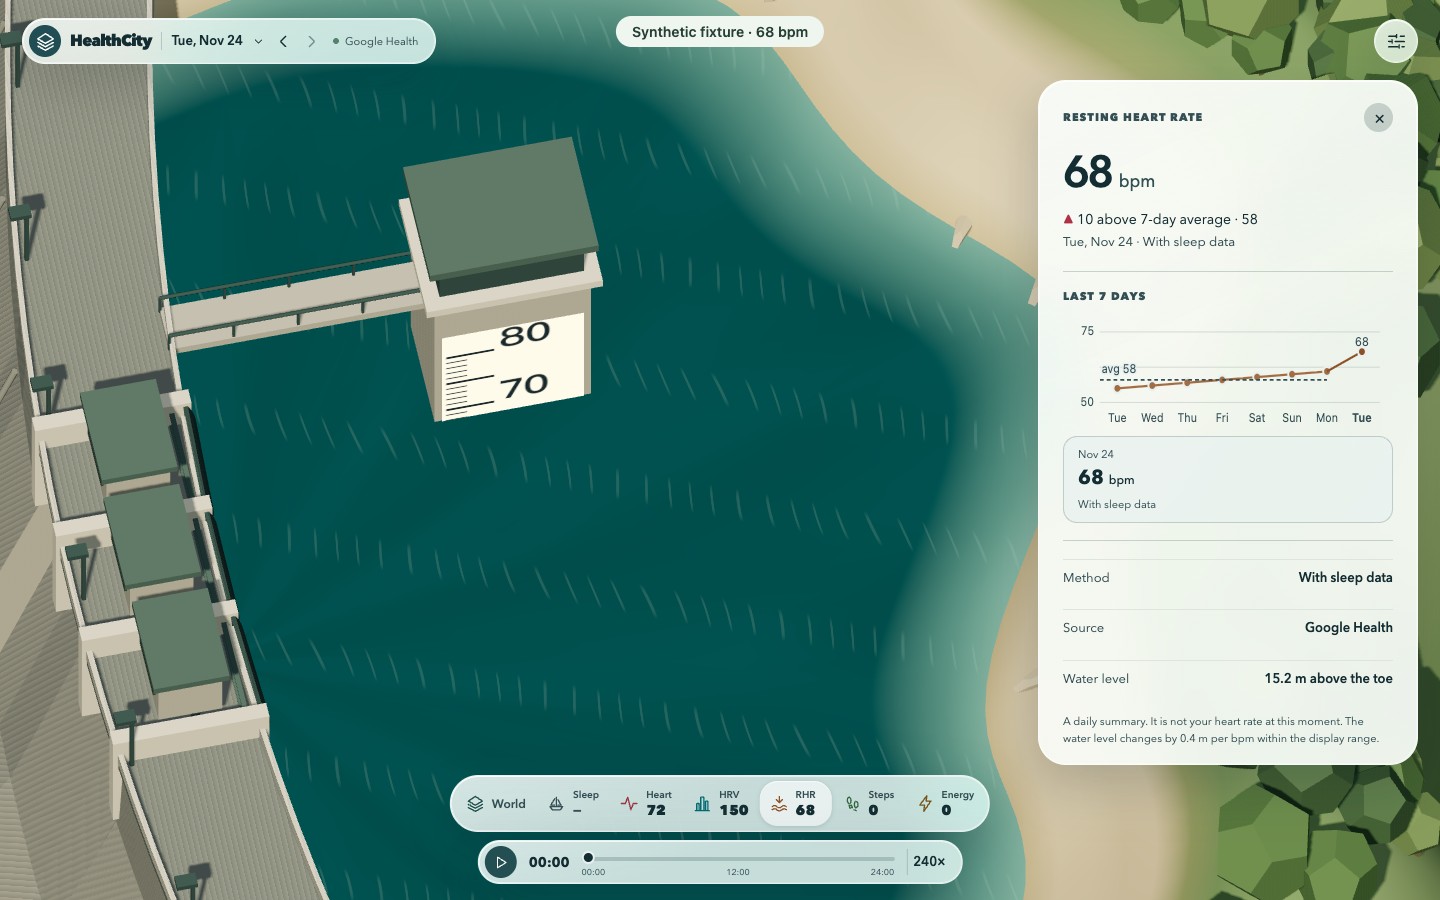 HealthCity
Tue, Nov 24
Google Health
Synthetic fixture · 68 bpm
80
70
RESTING HEART RATE
68 bpm
10 above 7-day average · 58
Tue, Nov 24 · With sleep data
LAST 7 DAYS
75
68
avg 58
50
Tue Wed Thu Fri Sat Sun Mon Tue
Nov 24
68 bpm
With sleep data
Method With sleep data
Source Google Health
Water level 15.2 m above the toe
A daily summary. It is not your heart rate at this moment. The
water level changes by 0.4 m per bpm within the display range.
World
Sleep
–
Heart
72
HRV
150
RHR
68
Steps
0
Energy
0
00:00
00:00 12:00 24:00
240×